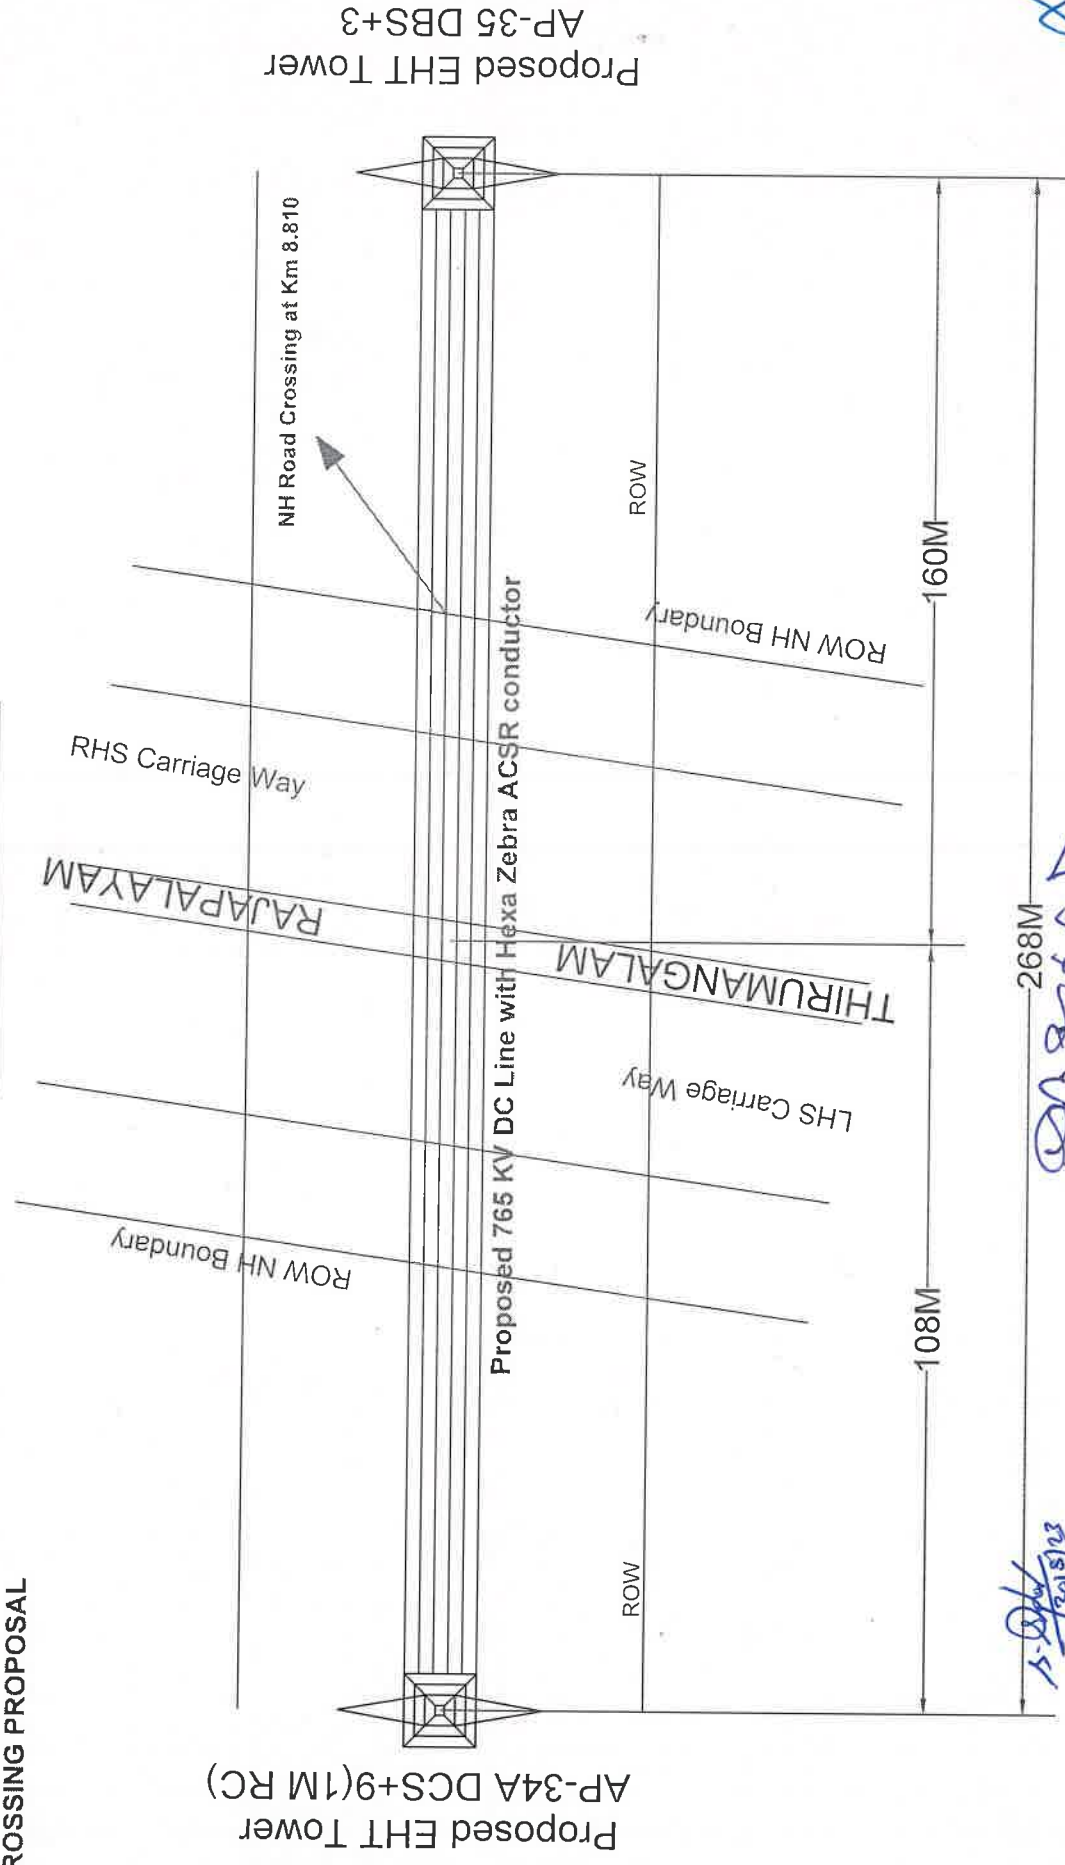 ROSSING PROPOSAL
Proposed EHT Tower
AP-34A DCS+9(1M RC)
Proposed EHT Tower
AP-35 DBS+3
NH Road Crossing at Km 8.810
RHS Carriage Way
RAJAPALAYAM
ROW NH Boundary
Proposed 765 KV DC Line with Hexa Zebra ACSR conductor
THIRUMANGALAM
LHS Carriage Way
ROW NH Boundary
ROW
ROW
108M
160M
268M